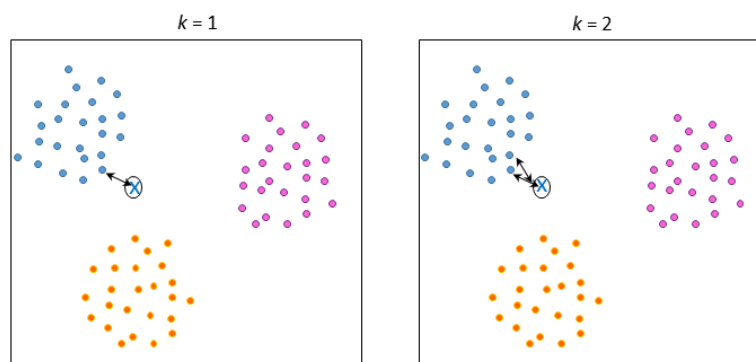 k = 1
k = 2
X
X